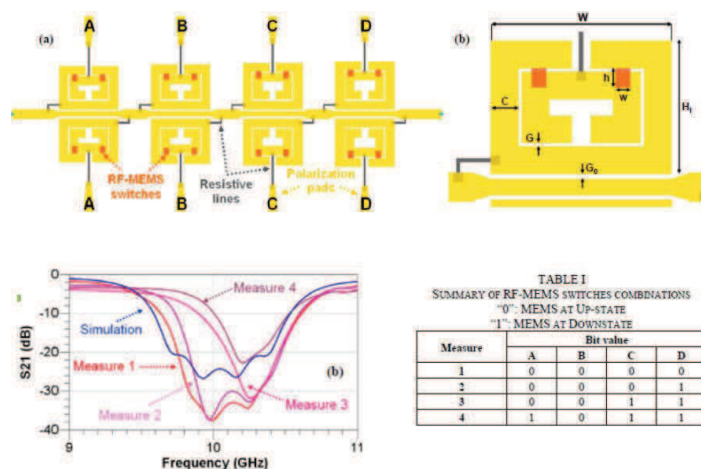 A B C D
(a)
RF-MEMS
switches
Resistive
lines
Polarization
pads
A B C D
(b)
W
h
w
C
G
G₀
H₁
0
-10
-20
-30
-40
S21 (dB)
Measure 4
Simulation
Measure 1
Measure 2
Measure 3
(b)
9 10 11
Frequency (GHz)
TABLE I
SUMMARY OF RF-MEMS SWITCHES COMBINATIONS
"0": MEMS AT UP-STATE
"1": MEMS AT DOWNSTATE
Measure Bit value
A B C D
1 0 0 0 0
2 0 0 0 1
3 0 0 1 1
4 1 0 1 1